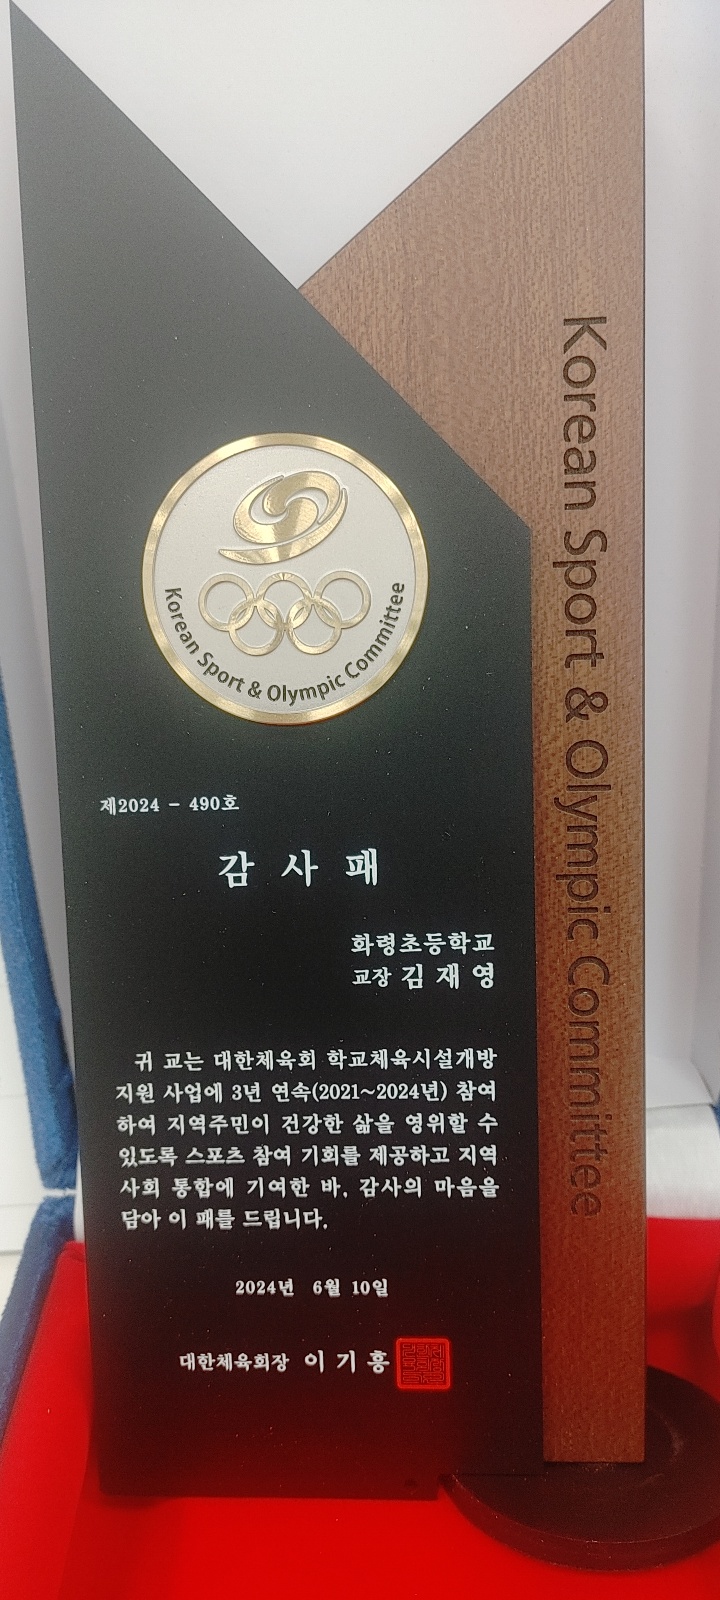 Korean Sport & Olympic Committee
Korean Sport & Olympic Committee
제2024 - 490호
감 사 패
화령초등학교
교장 김 재 영
귀 교는 대한체육회 학교체육시설개방
지원 사업에 3년 연속(2021~2024년) 참여
하여 지역주민이 건강한 삶을 영위할 수
있도록 스포츠 참여 기회를 제공하고 지역
사회 통합에 기여한 바, 감사의 마음을
담아 이 패를 드립니다.
2024년 6월 10일
대한체육회장 이 기 흥